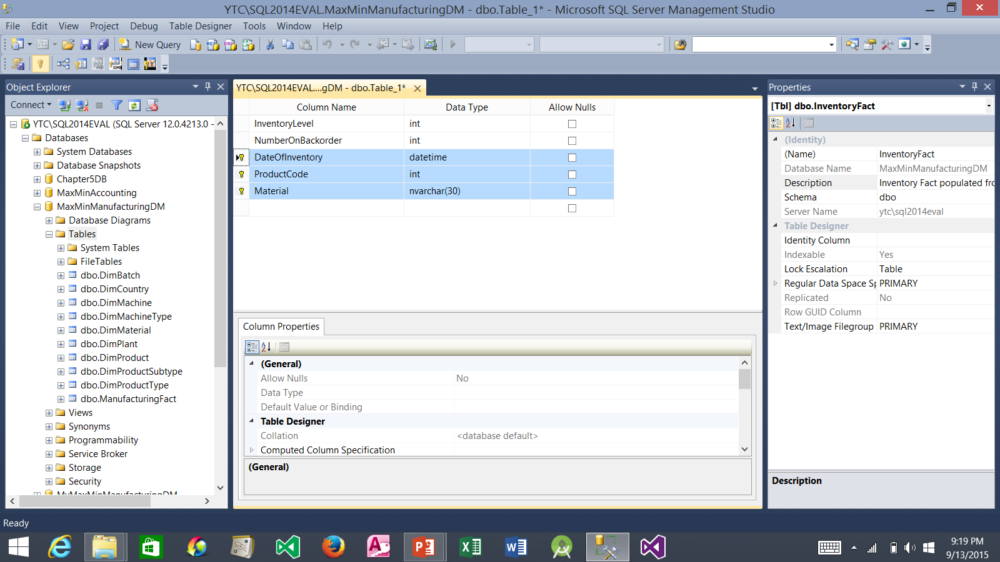 YTC\SQL2014EVAL.MaxMinManufacturingDM - dbo.Table_1* - Microsoft SQL Server Management Studio
File Edit View Project Debug Table Designer Tools Window Help
New Query
Object Explorer
Connect
YTC\SQL2014EVAL (SQL Server 12.0.4213.0 -
Databases
System Databases
Database Snapshots
Chapter5DB
MaxMinAccounting
MaxMinManufacturingDM
Database Diagrams
Tables
System Tables
FileTables
dbo.DimBatch
dbo.DimCountry
dbo.DimMachine
dbo.DimMachineType
dbo.DimMaterial
dbo.DimPlant
dbo.DimProduct
dbo.DimProductSubtype
dbo.DimProductType
dbo.ManufacturingFact
Views
Synonyms
Programmability
Service Broker
Storage
Security
MyMaxMinManufacturingDM
YTC\SQL2014EVAL....gDM - dbo.Table_1*
Column Name Data Type Allow Nulls
InventoryLevel int
NumberOnBackorder int
DateOfInventory datetime
ProductCode int
Material nvarchar(30)
Column Properties
(General)
Allow Nulls No
Data Type
Default Value or Binding
Table Designer
Collation <database default>
Computed Column Specification
(General)
Properties
[Tbl] dbo.InventoryFact
(Identity)
(Name) InventoryFact
Database Name MaxMinManufacturingDM
Description Inventory Fact populated fro
Schema dbo
Server Name ytc\sql2014eval
Table Designer
Identity Column
Indexable Yes
Lock Escalation Table
Regular Data Space Sp PRIMARY
Replicated No
Row GUID Column
Text/Image Filegroup PRIMARY
Description
Ready
9:19 PM
9/13/2015